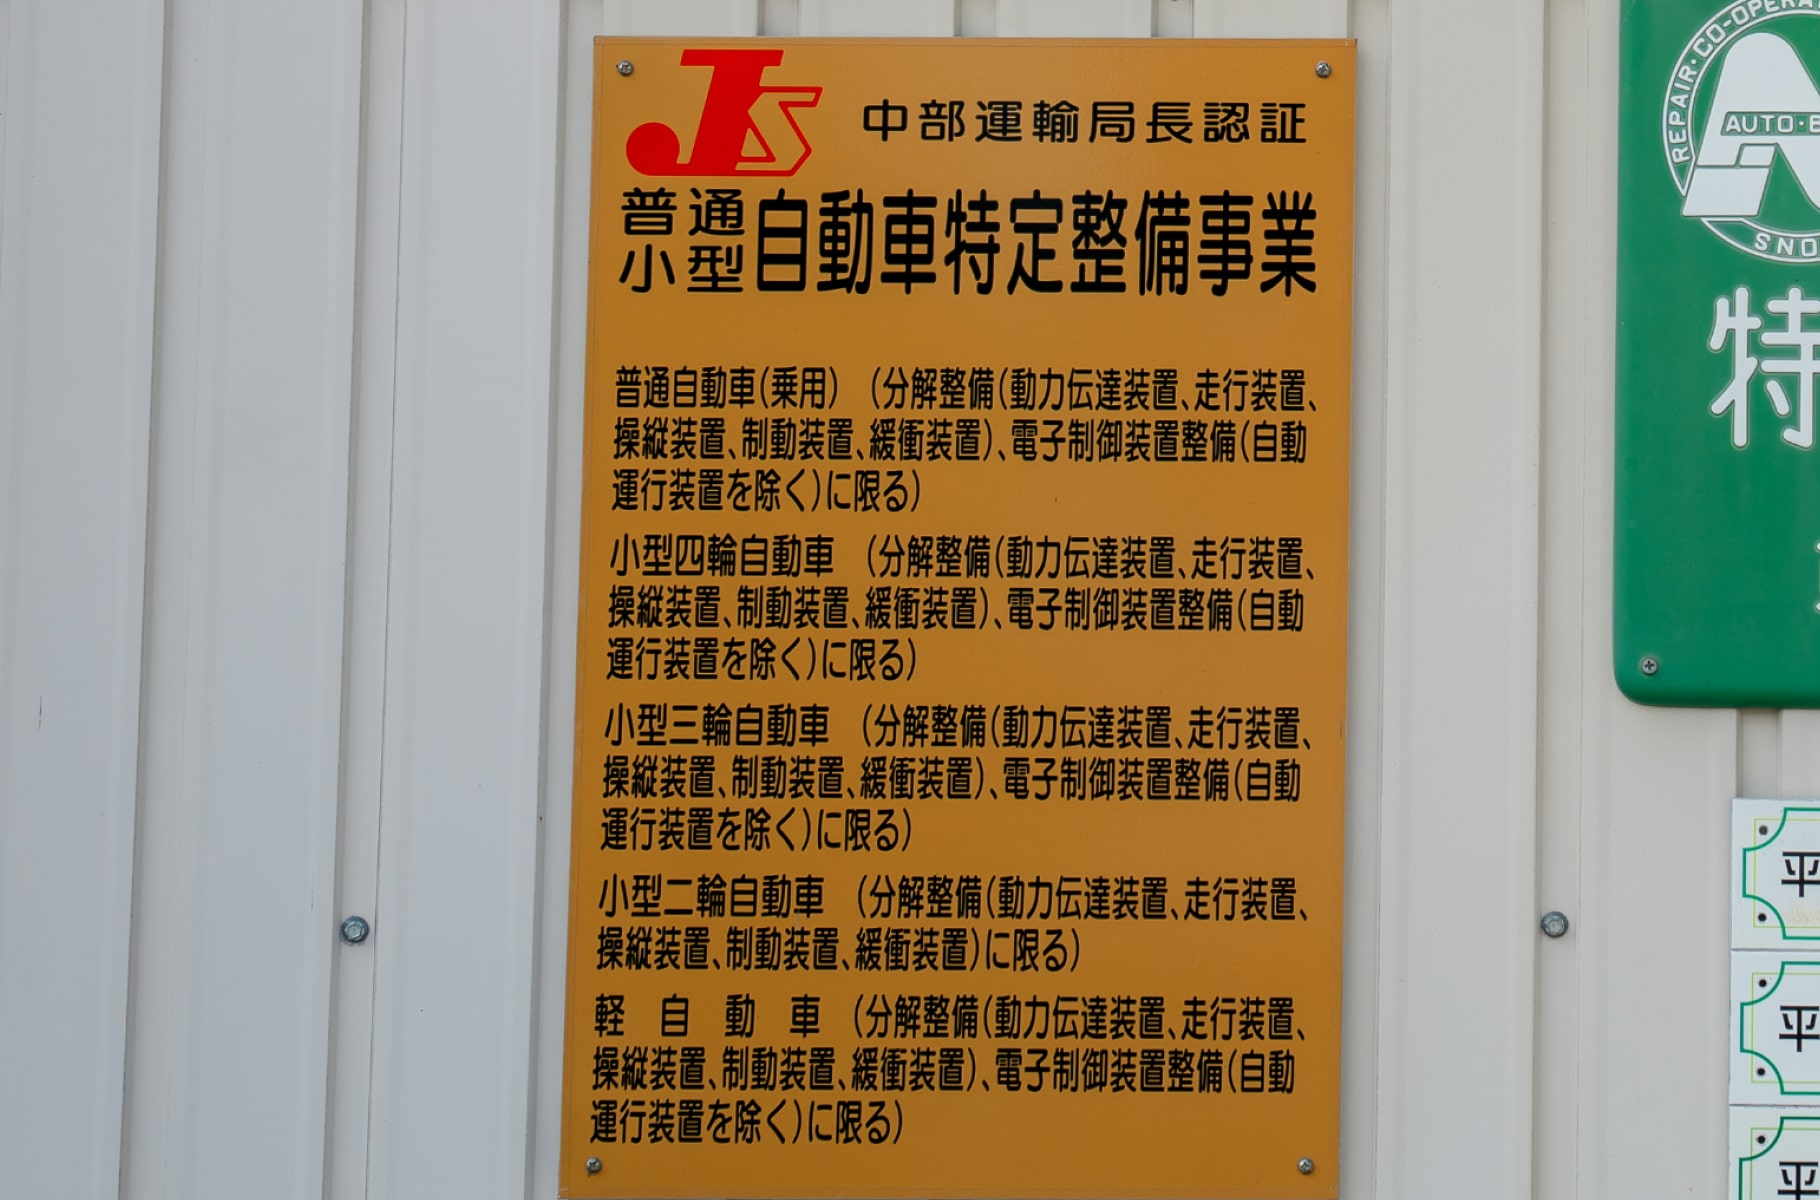 JS
中部運輸局長認証
普通
小型
自動車特定整備事業
普通自動車(乗用) (分解整備(動力伝達装置、走行装置、
操縦装置、制動装置、緩衝装置)、電子制御装置整備(自動
運行装置を除く)に限る)
小型四輪自動車 (分解整備(動力伝達装置、走行装置、
操縦装置、制動装置、緩衝装置)、電子制御装置整備(自動
運行装置を除く)に限る)
小型三輪自動車 (分解整備(動力伝達装置、走行装置、
操縦装置、制動装置、緩衝装置)、電子制御装置整備(自動
運行装置を除く)に限る)
小型二輪自動車 (分解整備(動力伝達装置、走行装置、
操縦装置、制動装置、緩衝装置)に限る)
軽自動車 (分解整備(動力伝達装置、走行装置、
操縦装置、制動装置、緩衝装置)、電子制御装置整備(自動
運行装置を除く)に限る)
REPAIR・CO-OPERA
AUTO・B
SNO
特
平
平
平